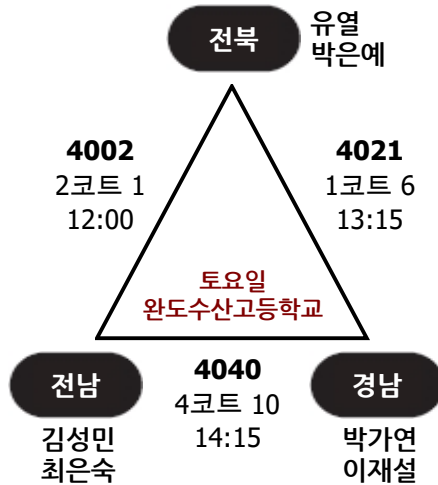 전북
유열
박은예
4002
2코트 1
12:00
4021
1코트 6
13:15
토요일
완도수산고등학교
전남
김성민
최은숙
4040
4코트 10
14:15
경남
박가연
이재설